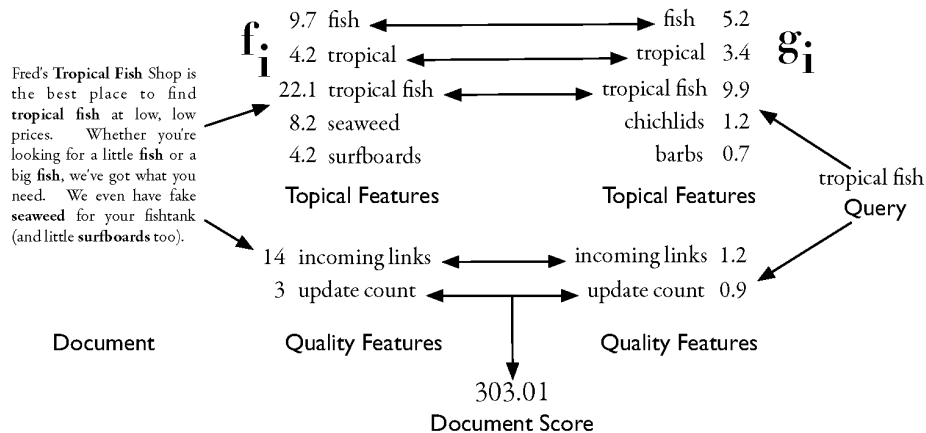 f i
9.7 fish
4.2 tropical
22.1 tropical fish
8.2 seaweed
4.2 surfboards
Topical Features
fish 5.2
tropical 3.4
tropical fish 9.9
chichlids 1.2
barbs 0.7
Topical Features
g i
Fred's Tropical Fish Shop is
the best place to find
tropical fish at low, low
prices. Whether you're
looking for a little fish or a
big fish, we've got what you
need. We even have fake
seaweed for your fishtank
(and little surfboards too).
tropical fish
Query
14 incoming links
3 update count
Quality Features
incoming links 1.2
update count 0.9
Quality Features
Document
303.01
Document Score